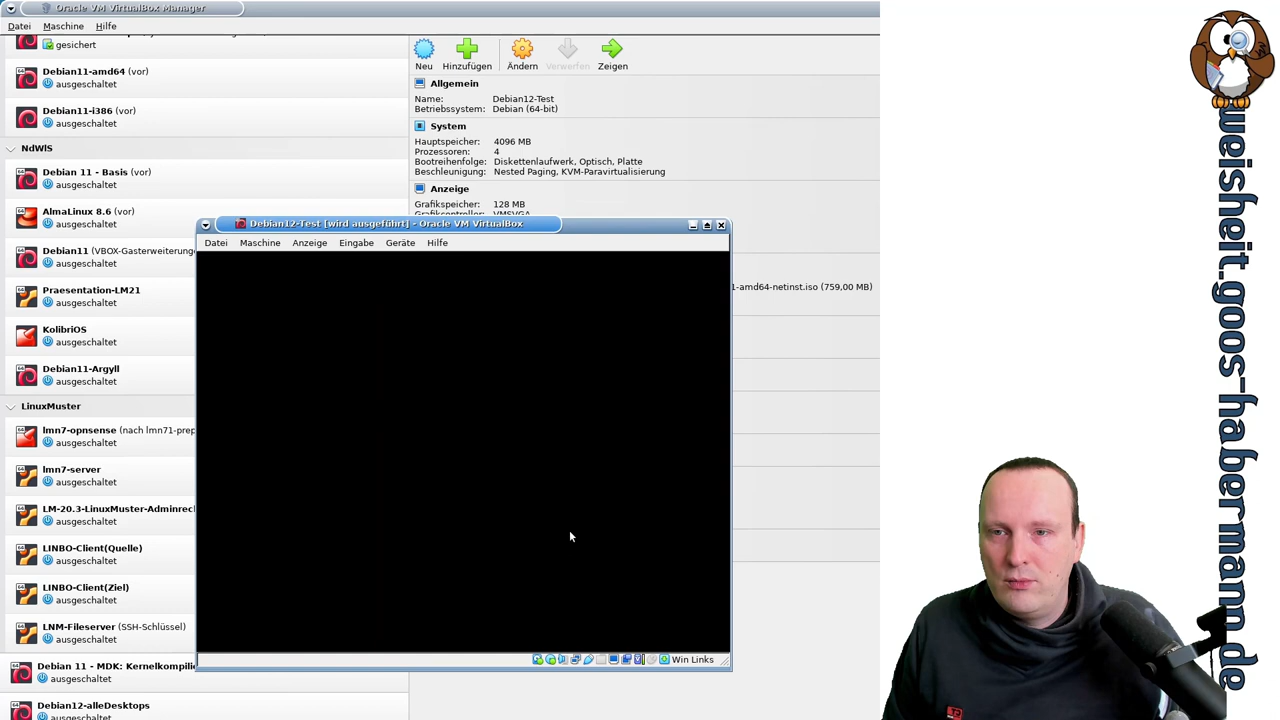 Oracle VM VirtualBox Manager
Datei Maschine Hilfe
gesichert
Debian11-amd64 (vor)
ausgeschaltet
Debian11-i386 (vor)
ausgeschaltet
NdWlS
Debian 11 - Basis (vor)
ausgeschaltet
AlmaLinux 8.6 (vor)
ausgeschaltet
Debian11 (VBOX-Gasterweiterung
ausgeschaltet
Praesentation-LM21
ausgeschaltet
KolibriOS
ausgeschaltet
Debian11-Argyll
ausgeschaltet
LinuxMuster
lmn7-opnsense (nach lmn71-prep
ausgeschaltet
lmn7-server
ausgeschaltet
LM-20.3-LinuxMuster-Adminrec
ausgeschaltet
LINBO-Client(Quelle)
ausgeschaltet
LINBO-Client(Ziel)
ausgeschaltet
LNM-Fileserver (SSH-Schlüssel)
ausgeschaltet
Debian 11 - MDK: Kernelkompili
ausgeschaltet
Debian12-alleDesktops
ausgeschaltet
Neu Hinzufügen Ändern Verwerfen Zeigen
Allgemein
Name: Debian12-Test
Betriebssystem: Debian (64-bit)
System
Hauptspeicher: 4096 MB
Prozessoren: 4
Bootreihenfolge: Diskettenlaufwerk, Optisch, Platte
Beschleunigung: Nested Paging, KVM-Paravirtualisierung
Anzeige
Grafikspeicher: 128 MB
Grafikcontroller: VMSVGA
1-amd64-netinst.iso (759,00 MB)
Debian12-Test [wird ausgeführt] - Oracle VM VirtualBox
Datei Maschine Anzeige Eingabe Geräte Hilfe
Win Links
weisheit.goos-habermann.de